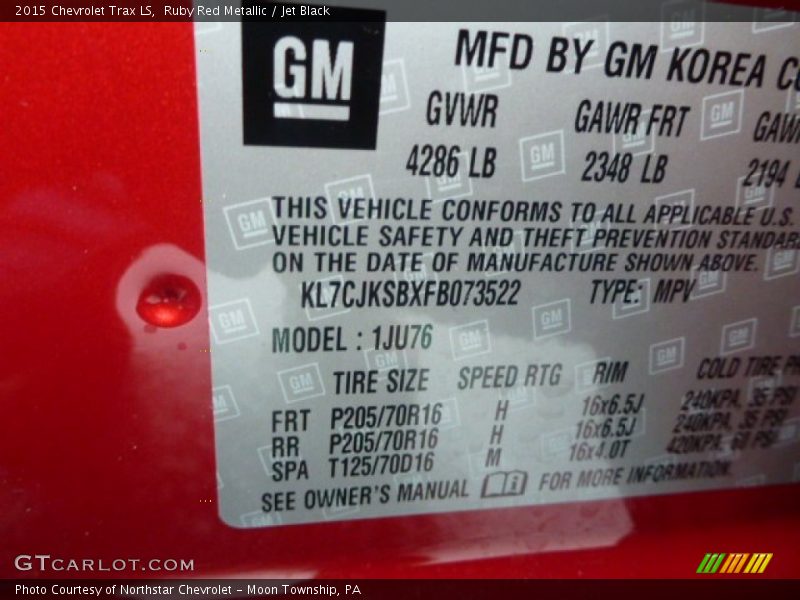 2015 Chevrolet Trax LS, Ruby Red Metallic / Jet Black
GM
MFD BY GM KOREA
GVWR GAWR FRT
4286 LB 2348 LB 2194
THIS VEHICLE CONFORMS TO ALL APPLICABLE U.S.
VEHICLE SAFETY AND THEFT PREVENTION
ON THE DATE OF MANUFACTURE SHOWN ABOVE.
KL7CJKSBXFB073522 TYPE: MPV
MODEL : 1JU76
TIRE SIZE SPEED RTG RIM COLD TIRE
FRT P205/70R16 H 16x6.5J 240KPA, 35 PSI
RR P205/70R16 H 16x6.5J 240KPA, 35 PSI
SPA T125/70D16 M 16x4.0T 420KPA, 60 PSI
SEE OWNER'S MANUAL FOR MORE INFORMATION.
GTCARLOT.COM
Photo Courtesy of Northstar Chevrolet - Moon Township, PA